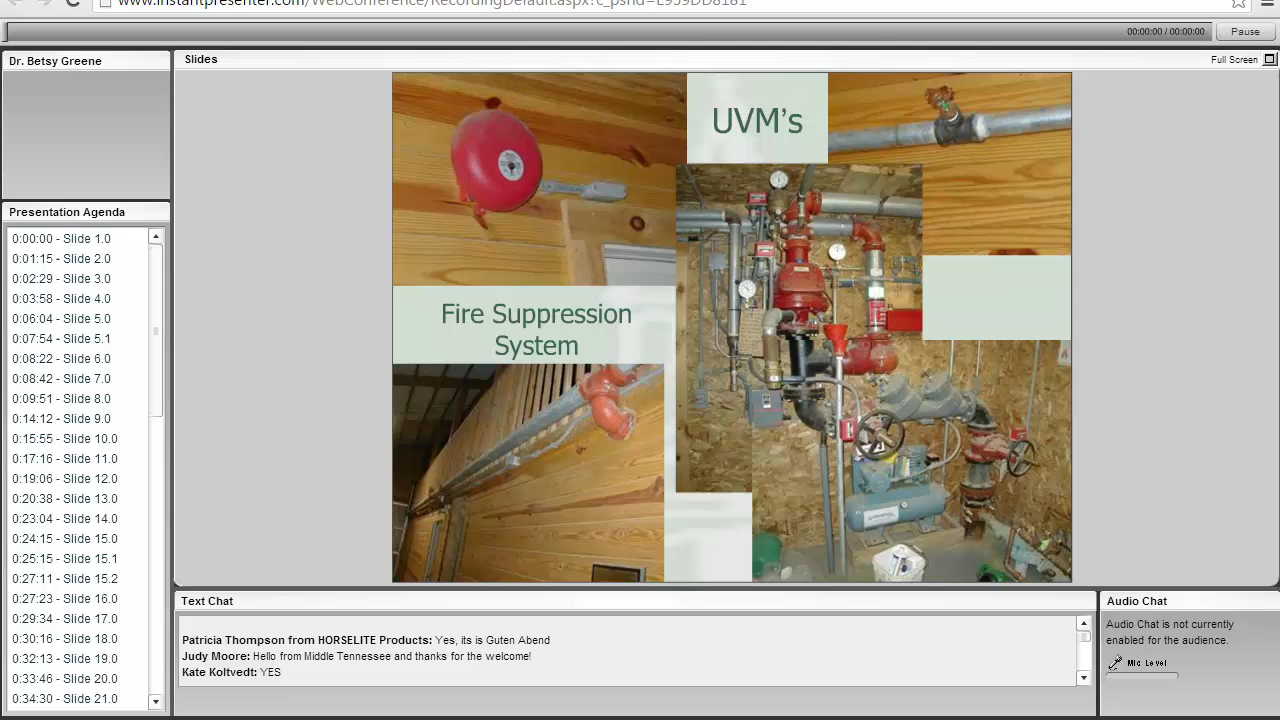 www.instantpresenter.com/WebConference/RecordingDefault.aspx?c_psrid=E959DD8181
00:00:00 / 00:00:00
Pause
Dr. Betsy Greene
Slides
Full Screen
UVM's
Fire Suppression
System
Presentation Agenda
0:00:00 - Slide 1.0
0:01:15 - Slide 2.0
0:02:29 - Slide 3.0
0:03:58 - Slide 4.0
0:06:04 - Slide 5.0
0:07:54 - Slide 5.1
0:08:22 - Slide 6.0
0:08:42 - Slide 7.0
0:09:51 - Slide 8.0
0:14:12 - Slide 9.0
0:15:55 - Slide 10.0
0:17:16 - Slide 11.0
0:19:06 - Slide 12.0
0:20:38 - Slide 13.0
0:23:04 - Slide 14.0
0:24:15 - Slide 15.0
0:25:15 - Slide 15.1
0:27:11 - Slide 15.2
0:27:23 - Slide 16.0
0:29:34 - Slide 17.0
0:30:16 - Slide 18.0
0:32:13 - Slide 19.0
0:33:46 - Slide 20.0
0:34:30 - Slide 21.0
Text Chat
Patricia Thompson from HORSELITE Products: Yes, its is Guten Abend
Judy Moore: Hello from Middle Tennessee and thanks for the welcome!
Kate Koltvedt: YES
Audio Chat
Audio Chat is not currently
enabled for the audience.
Mic Level